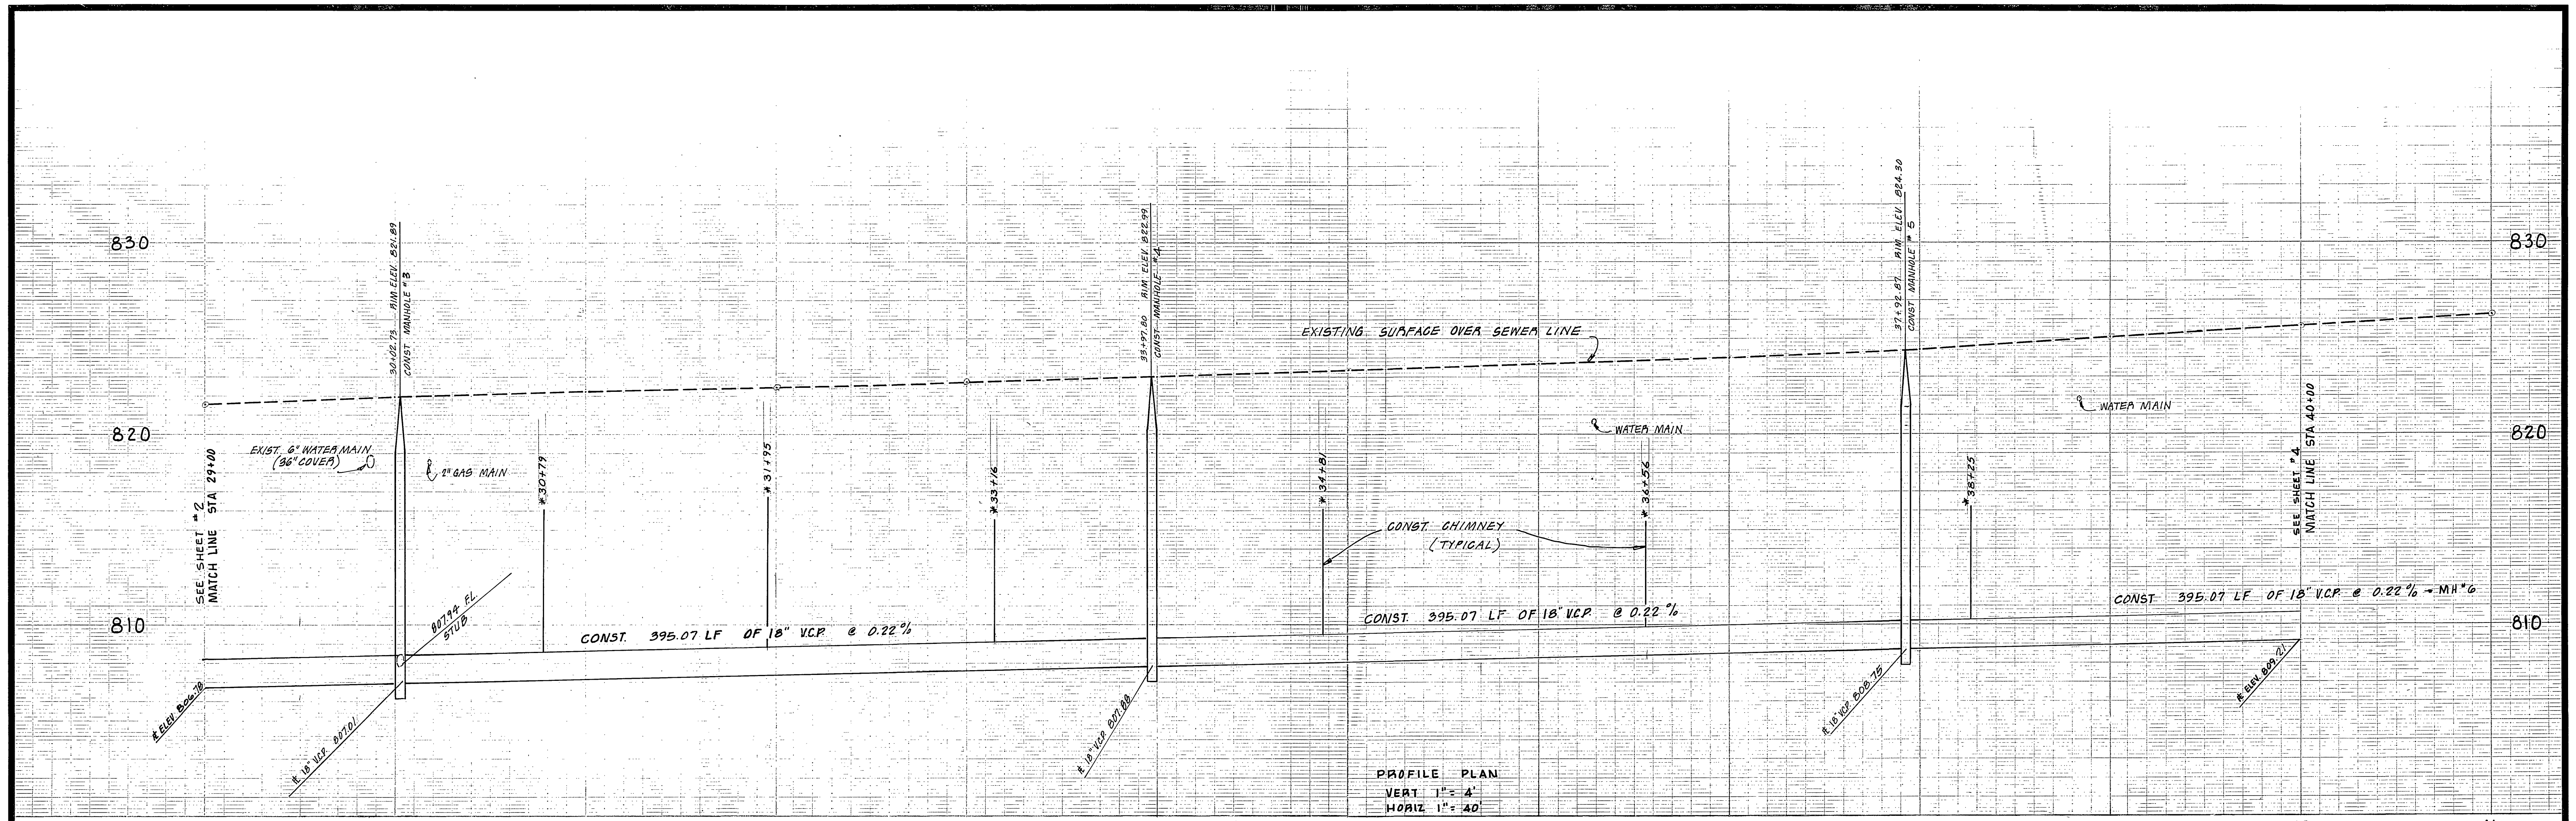 830
820
810
SEE SHEET #2
MATCH LINE STA 29+00
EXIST. 6" WATER MAIN
(36" COVER)
30+02.73 RIM ELEV. 821.89
CONST MANHOLE #3
2" GAS MAIN
807.94 F.L.
STUB
*30+79
*31+95
*33+16
CONST. 395.07 LF OF 18" V.C.P. @ 0.22 %
33+97.80 RIM ELEV 822.99
CONST MANHOLE #4
EXISTING SURFACE OVER SEWER LINE
*34+81
CONST. CHIMNEY
(TYPICAL)
WATER MAIN
*36+56
CONST. 395.07 LF OF 18" V.C.P. @ 0.22 %
37+92.87 RIM ELEV. 824.30
CONST MANHOLE #5
*38+25
WATER MAIN
SEE SHEET #4
MATCH LINE STA 40+00
CONST 395.07 LF OF 18" V.C.P. @ 0.22 % → MH #6
830
820
810
ELEV. 806.78
18" V.C.P. 807.01
18" V.C.P. 807.88
18" V.C.P. 808.75
ELEV. 809.21
PROFILE PLAN
VERT 1" = 4'
HORIZ 1" = 40'